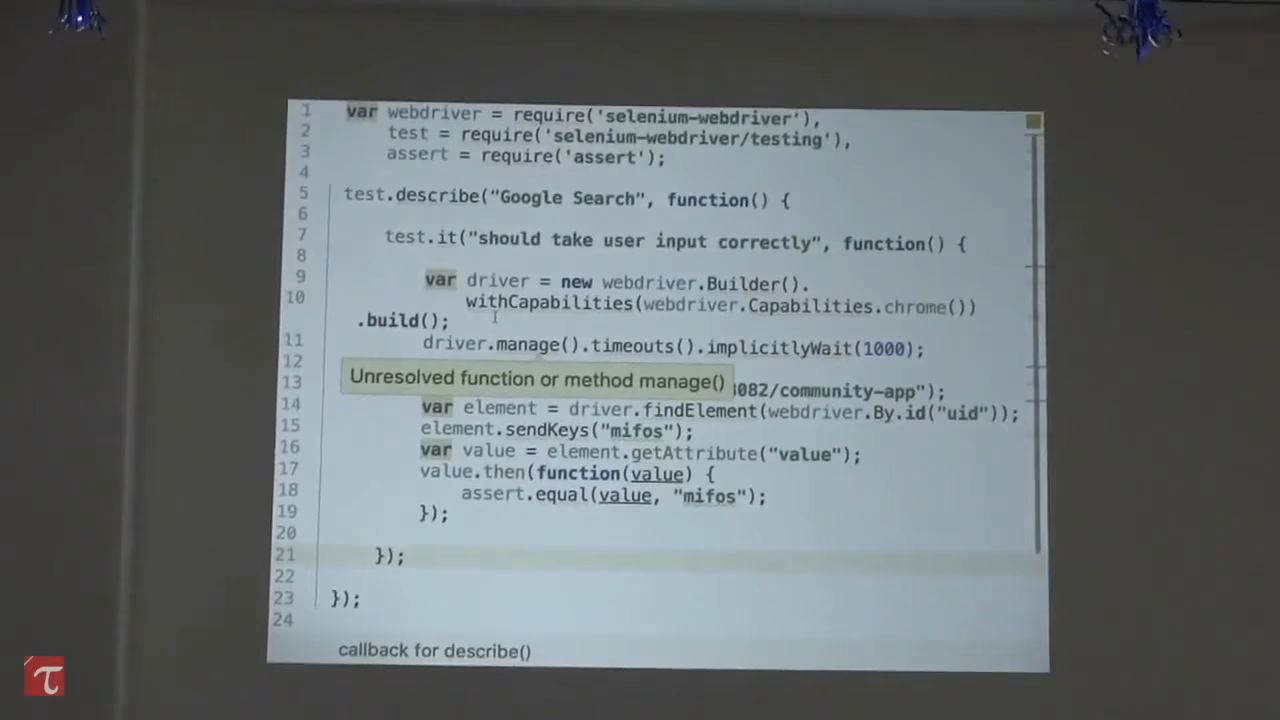 1 var webdriver = require('selenium-webdriver'),
2 test = require('selenium-webdriver/testing'),
3 assert = require('assert');
4
5 test.describe("Google Search", function() {
6
7 test.it("should take user input correctly", function() {
8
9 var driver = new webdriver.Builder().
10 withCapabilities(webdriver.Capabilities.chrome())
.build();
11 driver.manage().timeouts().implicitlyWait(1000);
12
Unresolved function or method manage()
13 8082/community-app");
14 var element = driver.findElement(webdriver.By.id("uid"));
15 element.sendKeys("mifos");
16 var value = element.getAttribute("value");
17 value.then(function(value) {
18 assert.equal(value, "mifos");
19 });
20
21 });
22
23 });
24
callback for describe()
τ